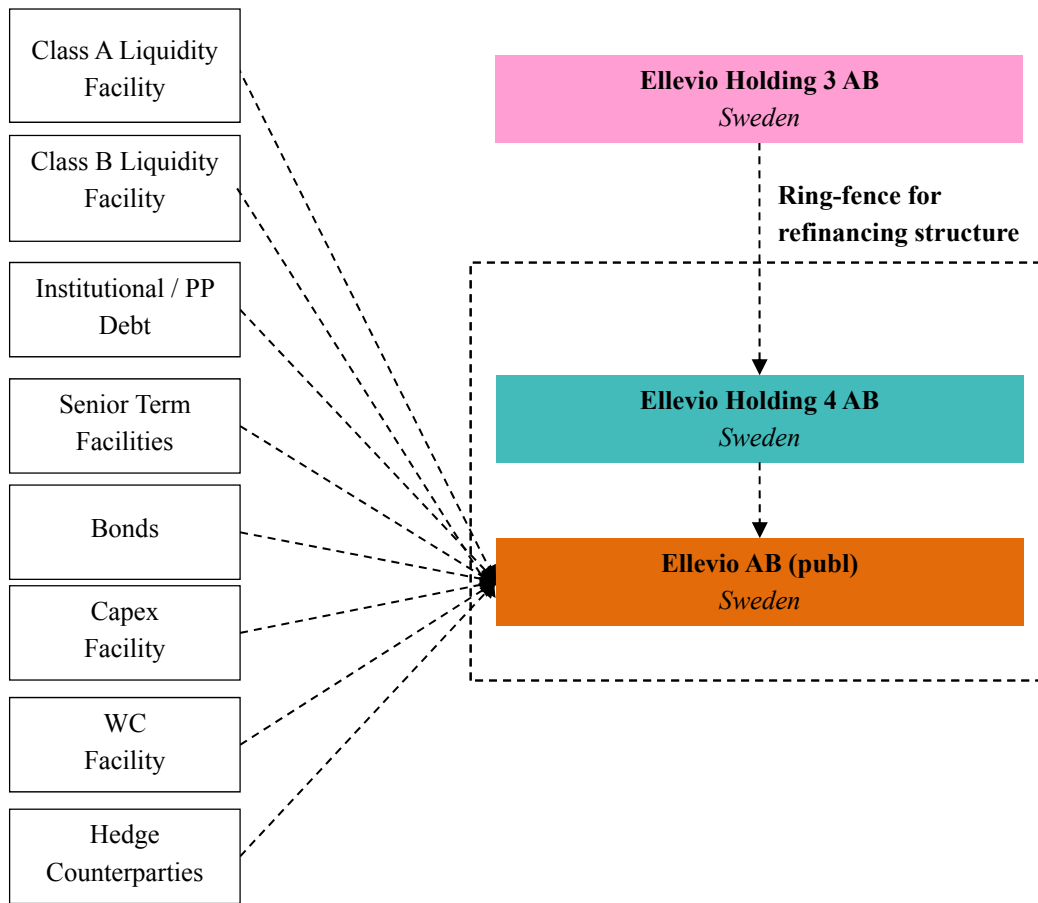 Class A Liquidity
Facility
Class B Liquidity
Facility
Institutional / PP
Debt
Senior Term
Facilities
Bonds
Capex
Facility
WC
Facility
Hedge
Counterparties
Ellevio Holding 3 AB
Sweden
Ring-fence for
refinancing structure
Ellevio Holding 4 AB
Sweden
Ellevio AB (publ)
Sweden